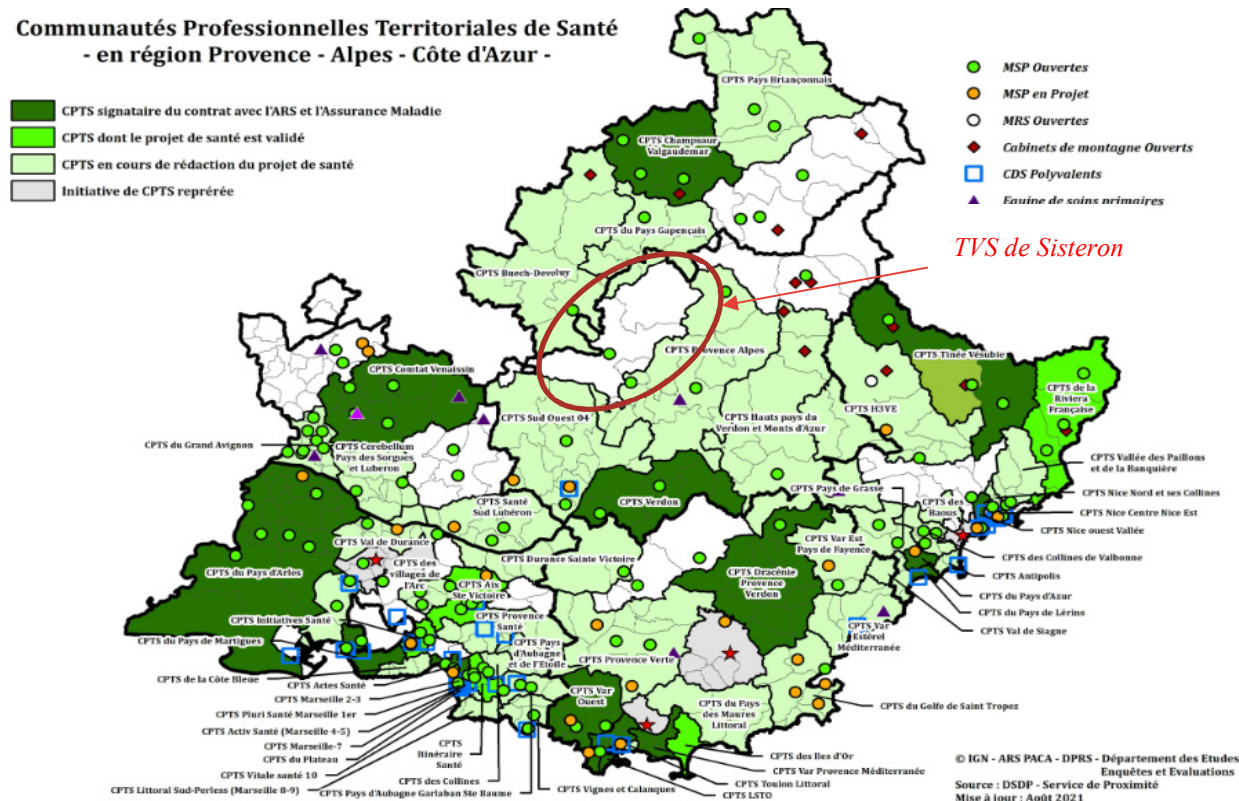 Communautés Professionnelles Territoriales de Santé
- en région Provence - Alpes - Côte d'Azur -
CPTS signataire du contrat avec l'ARS et l'Assurance Maladie
CPTS dont le projet de santé est validé
CPTS en cours de rédaction du projet de santé
Initiative de CPTS reprérée
MSP Ouvertes
MSP en Projet
MRS Ouvertes
Cabinets de montagne Ouverts
CDS Polyvalents
Equipe de soins primaires
TVS de Sisteron
CPTS Pays Briançonnais
CPTS Champsaur
Valgaudemar
CPTS du Pays Gapençais
CPTS Buech-Devoluy
CPTS Provence Alpes
CPTS Tinée Vésubie
CPTS Comtat Venaissin
CPTS de la
Riviera
Française
CPTS H3VE
CPTS Sud Ouest 04
CPTS Hauts pays du
Verdon et Monts d'Azur
CPTS du Grand Avignon
CPTS Cerebellum
Pays des Sorgues
et Luberon
CPTS Vallée des Paillons
et de la Banquière
CPTS Pays de Grasse
CPTS Nice Nord et ses Collines
CPTS Santé
Sud Lubéron
CPTS Verdon
CPTS des
Baous
CPTS Nice Centre Nice Est
CPTS Nice ouest Vallée
CPTS Val de Durance
CPTS Durance Sainte Victoire
CPTS Var Est
Pays de Fayence
CPTS des Collines de Valbonne
CPTS du Pays d'Arles
CPTS des
villages de
l'Arc
CPTS Dracénie
Provence
Verdon
CPTS Antipolis
CPTS Aix
Ste Victoire
CPTS du Pays d'Azur
CPTS du Pays de Lérins
CPTS Initiatives Santé
CPTS Provence
Santé
CPTS Val de Siagne
CPTS du Pays de Martigues
CPTS Pays
d'Aubagne
et de l'Etoile
CPTS Var
Estérel
Méditerranée
CPTS Provence Verte
CPTS de la Côte Bleue
CPTS Actes Santé
CPTS Marseille 2-3
CPTS Var
Ouest
CPTS du Pays
des Maures
Littoral
CPTS du Golfe de Saint Tropez
CPTS Pluri Santé Marseille 1er
CPTS Activ Santé (Marseille 4-5)
CPTS Marseille-7
CPTS du Plateau
CPTS
Itinéraire
Santé
CPTS des Iles d'Or
CPTS Vitale santé 10
CPTS des Collines
CPTS Var Provence Méditerranée
CPTS Littoral Sud-Perless (Marseille 8-9)
CPTS Pays d'Aubagne Garlaban Ste Baume
CPTS Vignes et Calanques
CPTS Toulon Littoral
CPTS LSTO
© IGN - ARS PACA - DPRS - Département des Etudes
Enquêtes et Evaluations
Source : DSDP - Service de Proximité
Mise à jour : Août 2021